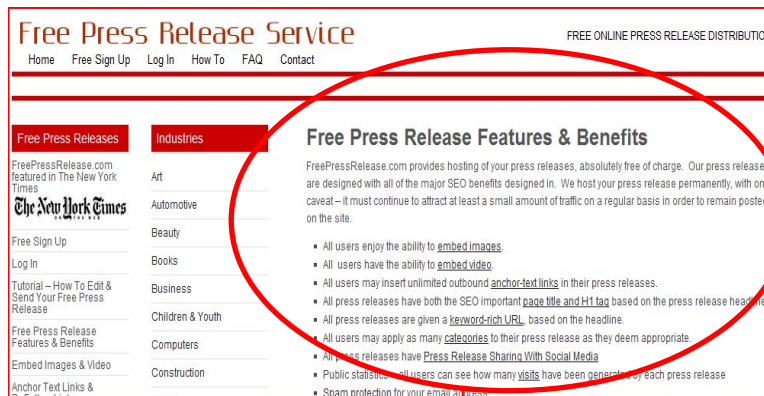 Free Press Release Service
FREE ONLINE PRESS RELEASE DISTRIBUTIO
Home Free Sign Up Log In How To FAQ Contact
Free Press Releases
FreePressRelease.com
featured in The New York
Times
The New York Times
Free Sign Up
Log In
Tutorial – How To Edit &
Send Your Free Press
Release
Free Press Release
Features & Benefits
Embed Images & Video
Anchor Text Links &
Industries
Art
Automotive
Beauty
Books
Business
Children & Youth
Computers
Construction
Free Press Release Features & Benefits
FreePressRelease.com provides hosting of your press releases, absolutely free of charge. Our press release
are designed with all of the major SEO benefits designed in. We host your press release permanently, with on
caveat – it must continue to attract at least a small amount of traffic on a regular basis in order to remain poste
on the site.
All users enjoy the ability to embed images.
All users have the ability to embed video.
All users may insert unlimited outbound anchor-text links in their press releases.
All press releases have both the SEO important page title and H1 tag based on the press release headline
All press releases are given a keyword-rich URL, based on the headline.
All users may apply as many categories to their press release as they deem appropriate.
All press releases have Press Release Sharing With Social Media
Public statistics – all users can see how many visits have been generated by each press release
Spam protection for your email address